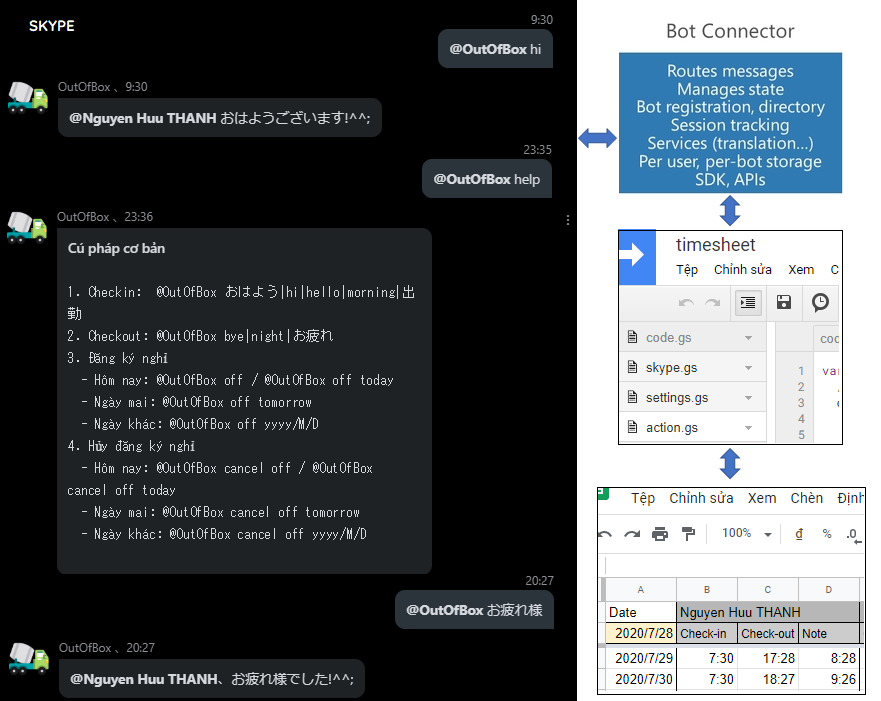 SKYPE
9:30
@OutOfBox hi
OutOfBox 、9:30
@Nguyen Huu THANH おはようございます!^^;
23:35
@OutOfBox help
OutOfBox 、23:36
Cú pháp cơ bản
1. Checkin: @OutOfBox おはよう|hi|hello|morning|出
勤
2. Checkout: @OutOfBox bye|night|お疲れ
3. Đăng ký nghỉ
- Hôm nay: @OutOfBox off / @OutOfBox off today
- Ngày mai: @OutOfBox off tomorrow
- Ngày khác: @OutOfBox off yyyy/M/D
4. Hủy đăng ký nghỉ
- Hôm nay: @OutOfBox cancel off / @OutOfBox
cancel off today
- Ngày mai: @OutOfBox cancel off tomorrow
- Ngày khác: @OutOfBox cancel off yyyy/M/D
20:27
@OutOfBox お疲れ様
OutOfBox 、20:27
@Nguyen Huu THANH、お疲れ様でした!^^;
Bot Connector
Routes messages
Manages state
Bot registration, directory
Session tracking
Services (translation...)
Per user, per-bot storage
SDK, APIs
timesheet
Tệp Chỉnh sửa Xem C
code.gs
skype.gs
settings.gs
action.gs
coc
1 var
2
3
4
5
Tệp Chỉnh sửa Xem Chèn Địnl
100% ₫ % .0
A B C D
Date Nguyen Huu THANH
2020/7/28 Check-in Check-out Note
2020/7/29 7:30 17:28 8:28
2020/7/30 7:30 18:27 9:26